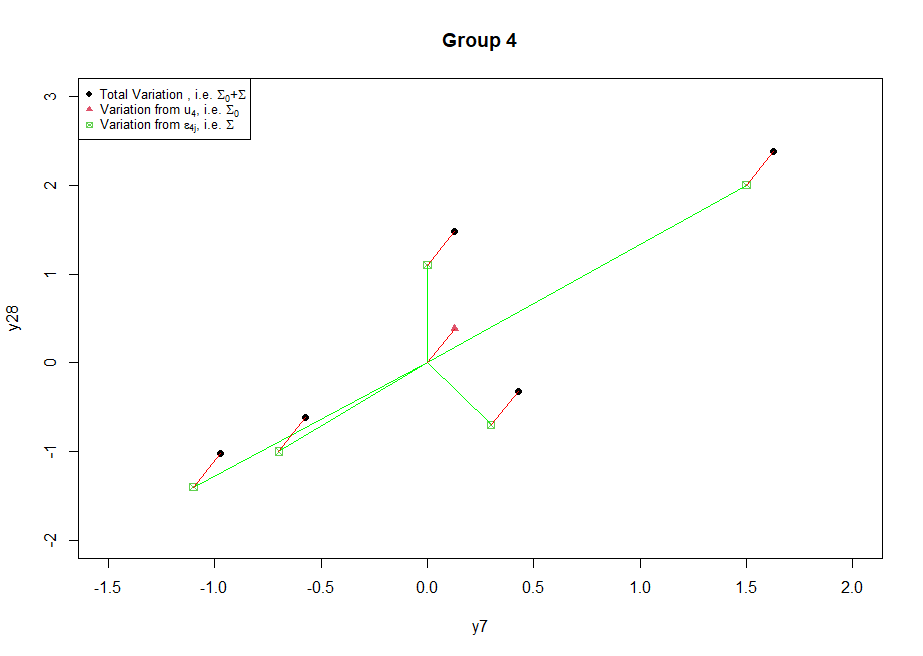 Group 4
Total Variation , i.e. Σ₀+Σ
Variation from u₄, i.e. Σ₀
Variation from ε₄ⱼ, i.e. Σ
3
2
1
0
-1
-2
y28
-1.5 -1.0 -0.5 0.0 0.5 1.0 1.5 2.0
y7